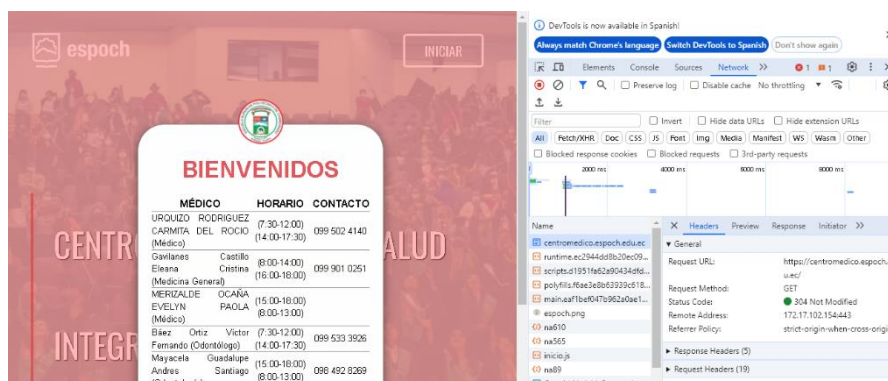 espoch
INICIAR
BIENVENIDOS
MÉDICO HORARIO CONTACTO
URQUIZO RODRIGUEZ
CARMITA DEL ROCIO
(Médico)
(7:30-12:00)
(14:00-17:30)
099 502 4140
Gavilanes Castillo
Eleana Cristina
(Medicina General)
(8:00-14:00)
(16:00-18:00)
099 901 0251
MERIZALDE OCAÑA
EVELYN PAOLA
(Médico)
(15:00-18:00)
(8:00-13:00)
Báez Ortiz Victor
Fernando (Odontólogo)
(7:30-12:00)
(14:00-17:30)
099 533 3926
Mayacela Guadalupe
Andres Santiago
(15:00-18:00)
(8:00-13:00)
098 492 8269
CENTR
ALUD
INTEGR
DevTools is now available in Spanish!
Always match Chrome's language Switch DevTools to Spanish Don't show again
Elements Console Sources Network 1 1
Preserve log Disable cache No throttling
Filter Invert Hide data URLs Hide extension URLs
All Fetch/XHR Doc CSS JS Font Img Media Manifest WS Wasm Other
Blocked response cookies Blocked requests 3rd-party requests
2000 ms 4000 ms 6000 ms 8000 ms
Name
centromedico.espoch.edu.ec
runtime.ec2944dd8b20ec09...
scripts.d1951fa62a90434dfd...
polyfills.f6ae3e8b63939c618...
main.eaf1bef047b962a0ae1...
espoch.png
na610
na565
inicio.js
na89
Headers Preview Response Initiator
General
Request URL: https://centromedico.espoch.
u.ec/
Request Method: GET
Status Code: 304 Not Modified
Remote Address: 172.17.102.154:443
Referrer Policy: strict-origin-when-cross-origi
Response Headers (5)
Request Headers (19)